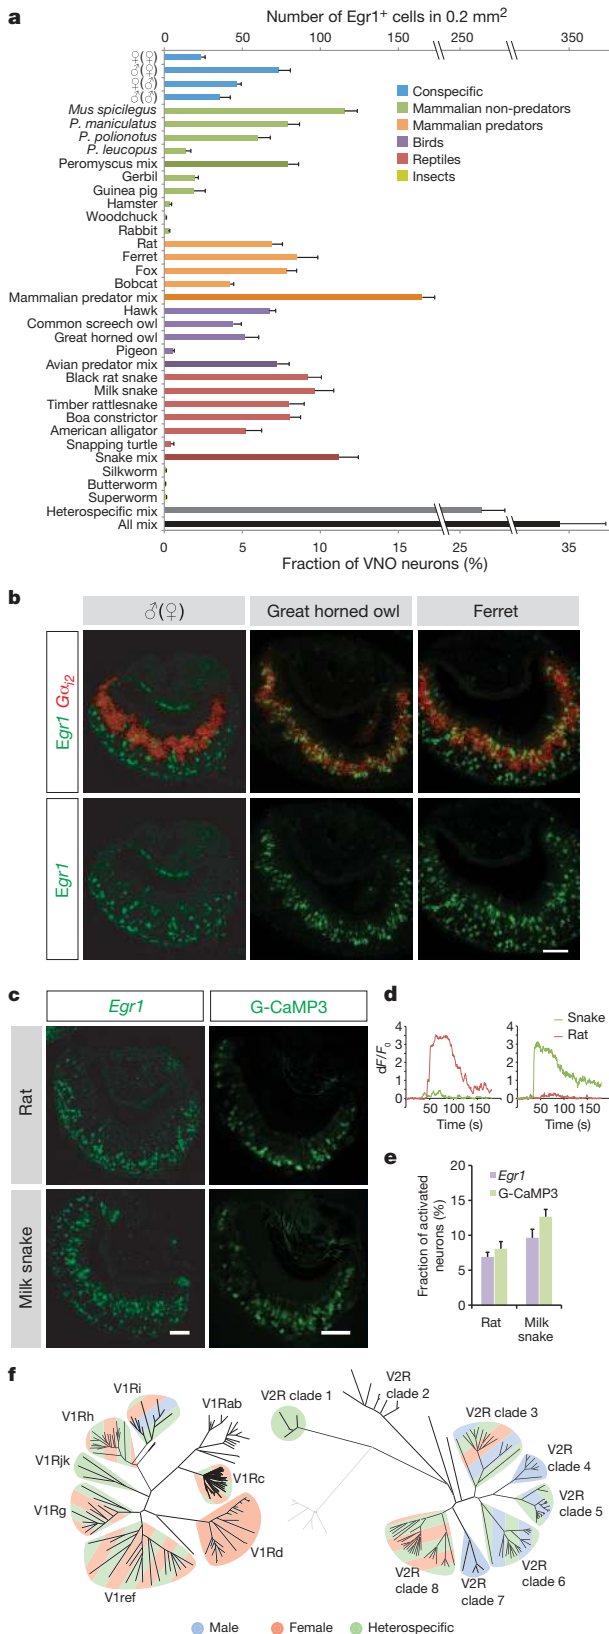 a
Number of Egr1+ cells in 0.2 mm2
0 50 100 150 250 350
♀(♀)
♂(♀)
♀(♂)
♂(♂)
Mus spicilegus
P. maniculatus
P. polionotus
P. leucopus
Peromyscus mix
Gerbil
Guinea pig
Hamster
Woodchuck
Rabbit
Rat
Ferret
Fox
Bobcat
Mammalian predator mix
Hawk
Common screech owl
Great horned owl
Pigeon
Avian predator mix
Black rat snake
Milk snake
Timber rattlesnake
Boa constrictor
American alligator
Snapping turtle
Snake mix
Silkworm
Butterworm
Superworm
Heterospecific mix
All mix
Conspecific
Mammalian non-predators
Mammalian predators
Birds
Reptiles
Insects
0 5 10 15 25 35
Fraction of VNO neurons (%)
b
♂(♀)
Great horned owl
Ferret
Egr1 Gαi2
Egr1
c
Egr1
G-CaMP3
Rat
Milk snake
d
Snake
Rat
dF/F0
4
3
2
1
0
50 100 150
Time (s)
4
3
2
1
0
50 100 150
Time (s)
e
Fraction of activated
neurons (%)
20
15
10
5
0
Egr1
G-CaMP3
Rat
Milk
snake
f
V1Ri
V1Rh
V1Rab
V1Rjk
V1Rc
V1Rg
V1Rd
V1ref
V2R clade 1
V2R
clade 2
V2R
clade 3
V2R
clade 4
V2R
clade 5
V2R
clade 6
V2R
clade 7
V2R
clade 8
Male
Female
Heterospecific